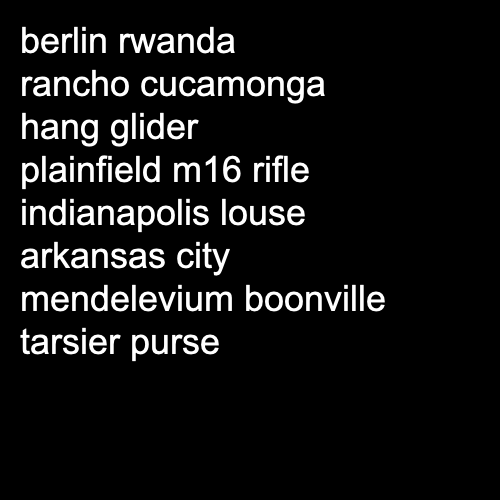 berlin rwanda
rancho cucamonga
hang glider
plainfield m16 rifle
indianapolis louse
arkansas city
mendelevium boonville
tarsier purse